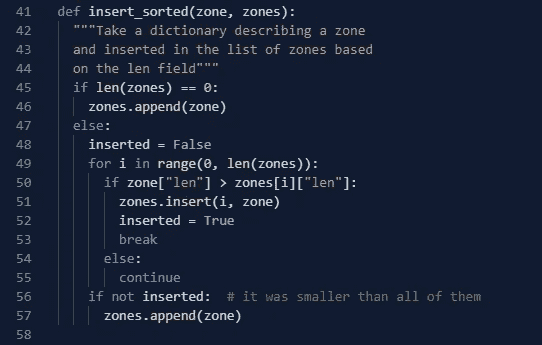 41 def insert_sorted(zone, zones):
42 """Take a dictionary describing a zone
43 and inserted in the list of zones based
44 on the len field"""
45 if len(zones) == 0:
46 zones.append(zone)
47 else:
48 inserted = False
49 for i in range(0, len(zones)):
50 if zone["len"] > zones[i]["len"]:
51 zones.insert(i, zone)
52 inserted = True
53 break
54 else:
55 continue
56 if not inserted: # it was smaller than all of them
57 zones.append(zone)
58